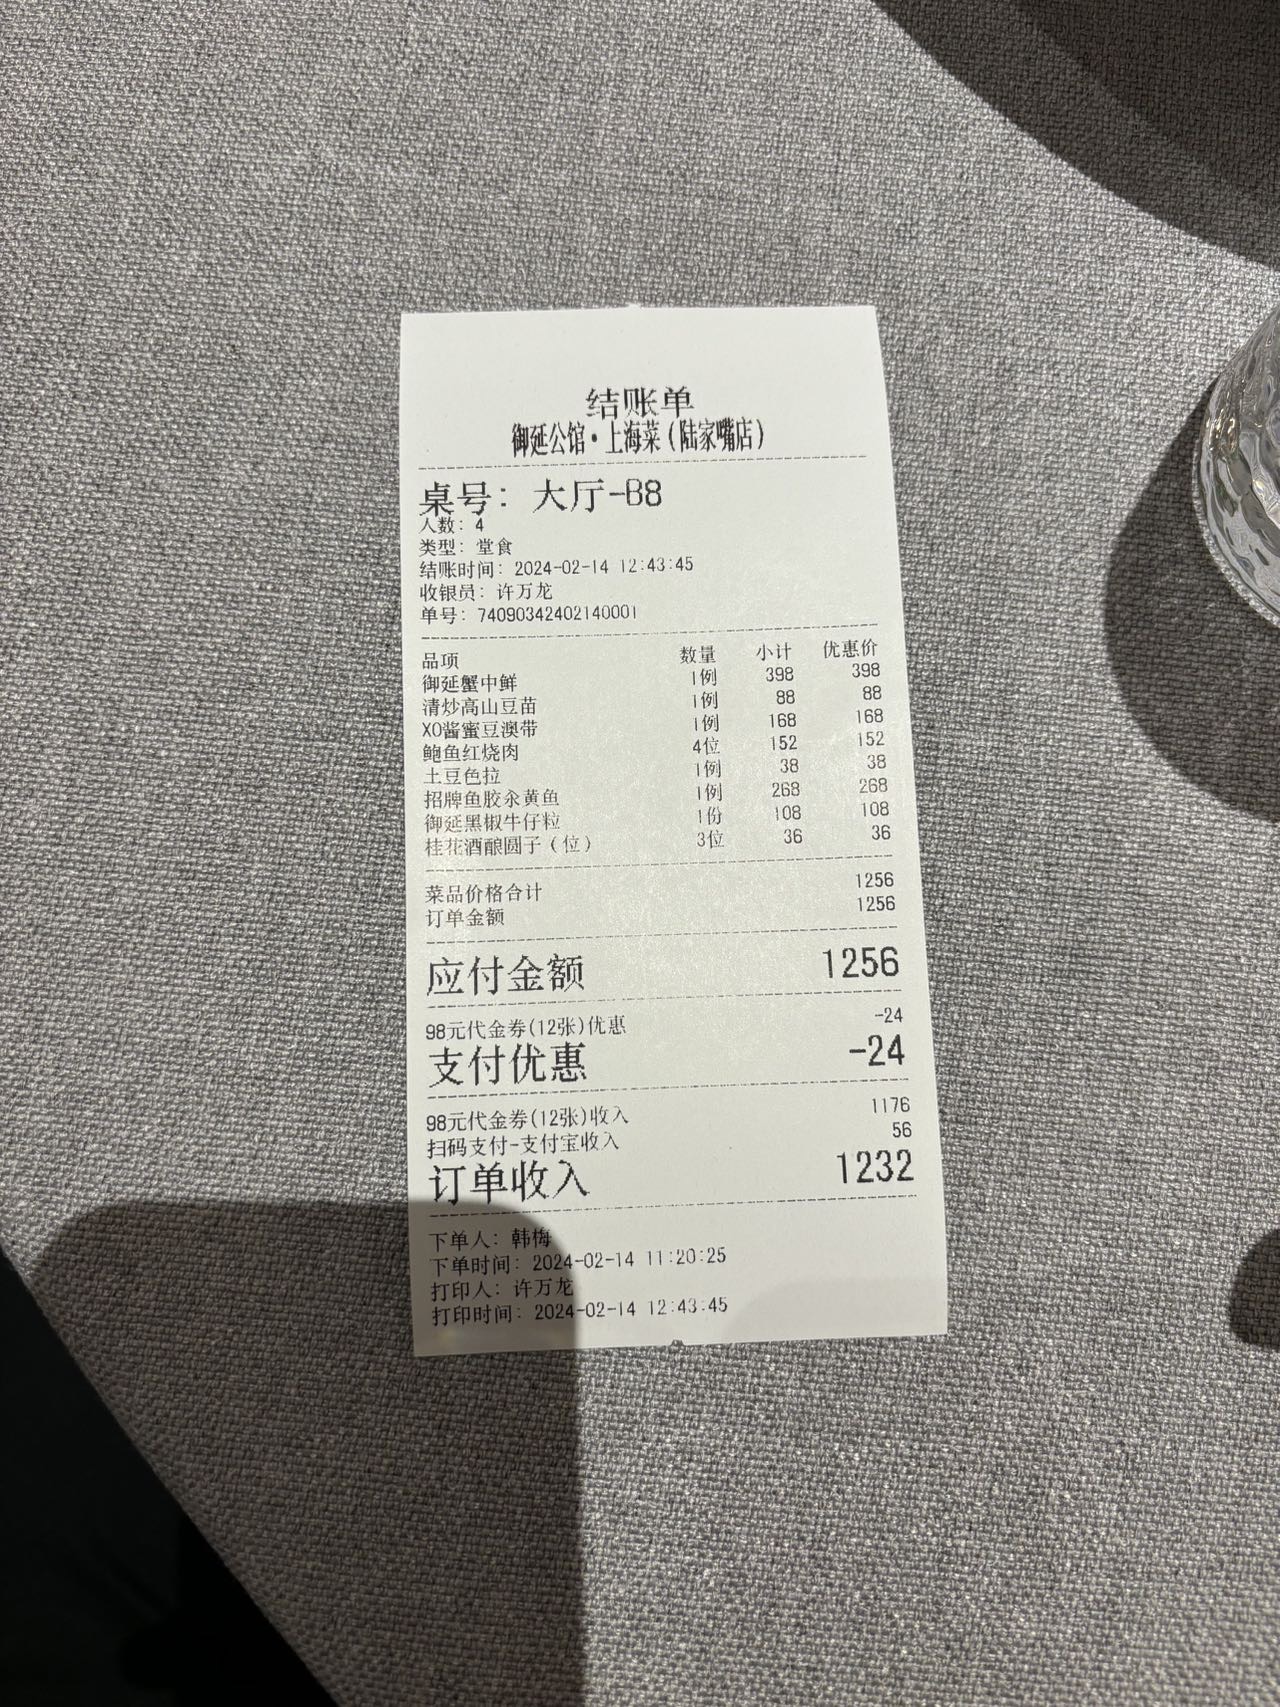 结账单
御延公馆·上海菜(陆家嘴店)
桌号: 大厅-B8
人数: 4
类型: 堂食
结账时间: 2024-02-14 12:43:45
收银员: 许万龙
单号: 74090342402140001
品项 数量 小计 优惠价
御延蟹中鲜 1例 398 398
清炒高山豆苗 1例 88 88
XO酱蜜豆澳带 1例 168 168
鲍鱼红烧肉 4位 152 152
土豆色拉 1例 38 38
招牌鱼胶汆黄鱼 1例 268 268
御延黑椒牛仔粒 1份 108 108
桂花酒酿圆子(位) 3位 36 36
菜品价格合计 1256
订单金额 1256
应付金额 1256
98元代金券(12张)优惠 -24
支付优惠 -24
98元代金券(12张)收入 1176
扫码支付-支付宝收入 56
订单收入 1232
下单人: 韩梅
下单时间: 2024-02-14 11:20:25
打印人: 许万龙
打印时间: 2024-02-14 12:43:45